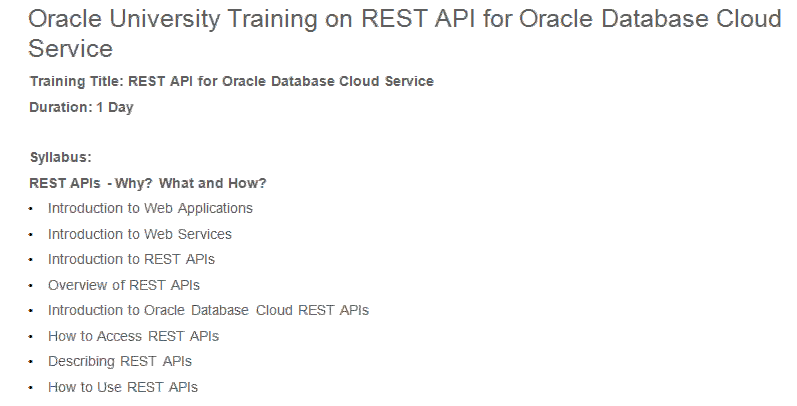 Oracle University Training on REST API for Oracle Database Cloud
Service
Training Title: REST API for Oracle Database Cloud Service
Duration: 1 Day
Syllabus:
REST APIs - Why? What and How?
• Introduction to Web Applications
• Introduction to Web Services
• Introduction to REST APIs
• Overview of REST APIs
• Introduction to Oracle Database Cloud REST APIs
• How to Access REST APIs
• Describing REST APIs
• How to Use REST APIs